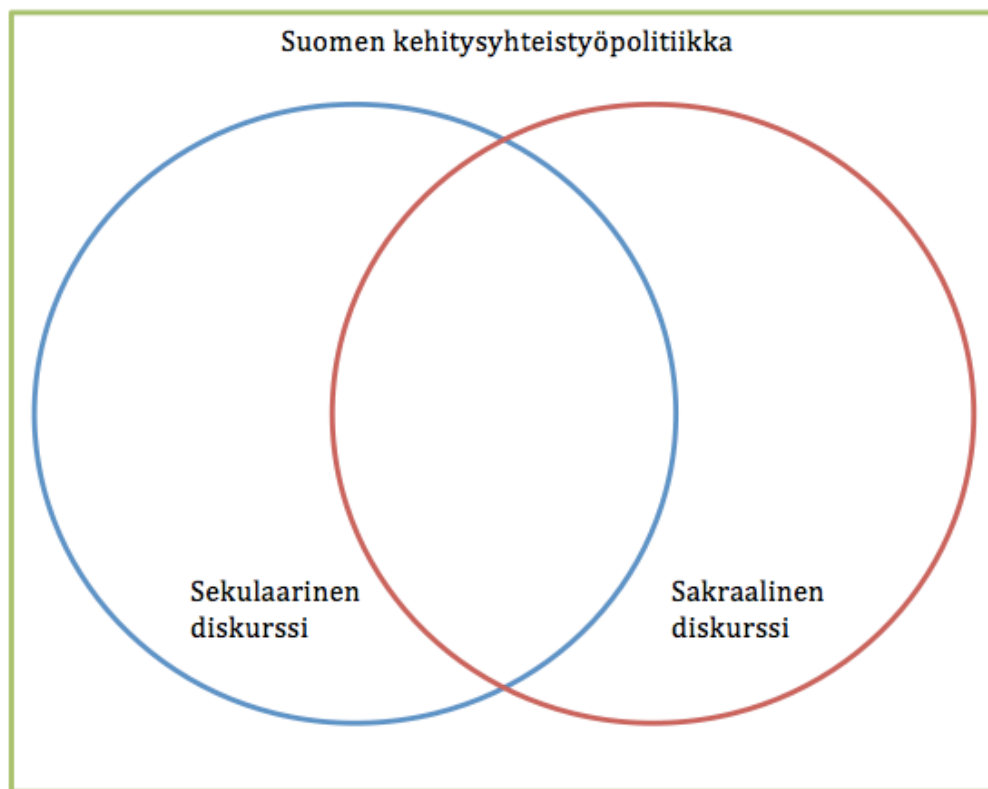 Suomen kehitysyhteistyöpolitiikka
Sekulaarinen
diskurssi
Sakraalinen
diskurssi